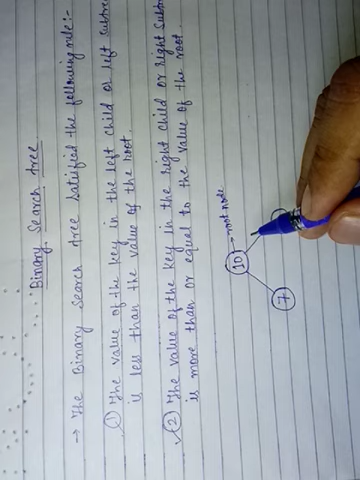 Binary Search Tree
→ The Binary Search tree satisfied the following rule:-
① The value of the key in the left child or left subtre
is less than the value of the root.
② The value of the key in the right child or right subtree
is more than or equal to the value of the root.
10 → root node
7